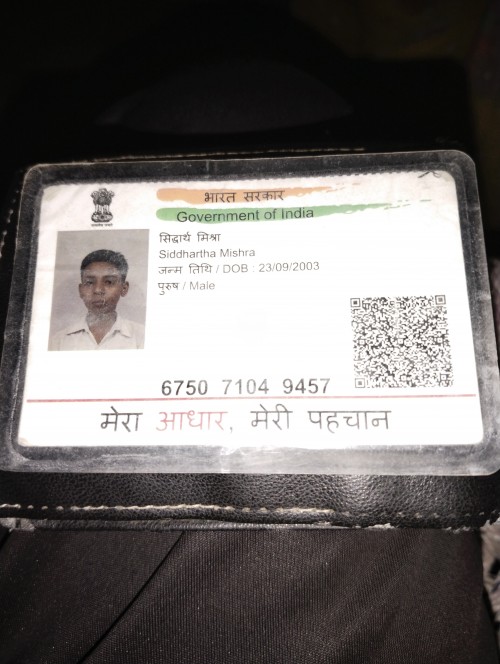 भारत सरकार
Government of India
सिद्धार्थ मिश्रा
Siddhartha Mishra
जन्म तिथि / DOB : 23/09/2003
पुरुष / Male
6750 7104 9457
मेरा आधार, मेरी पहचान